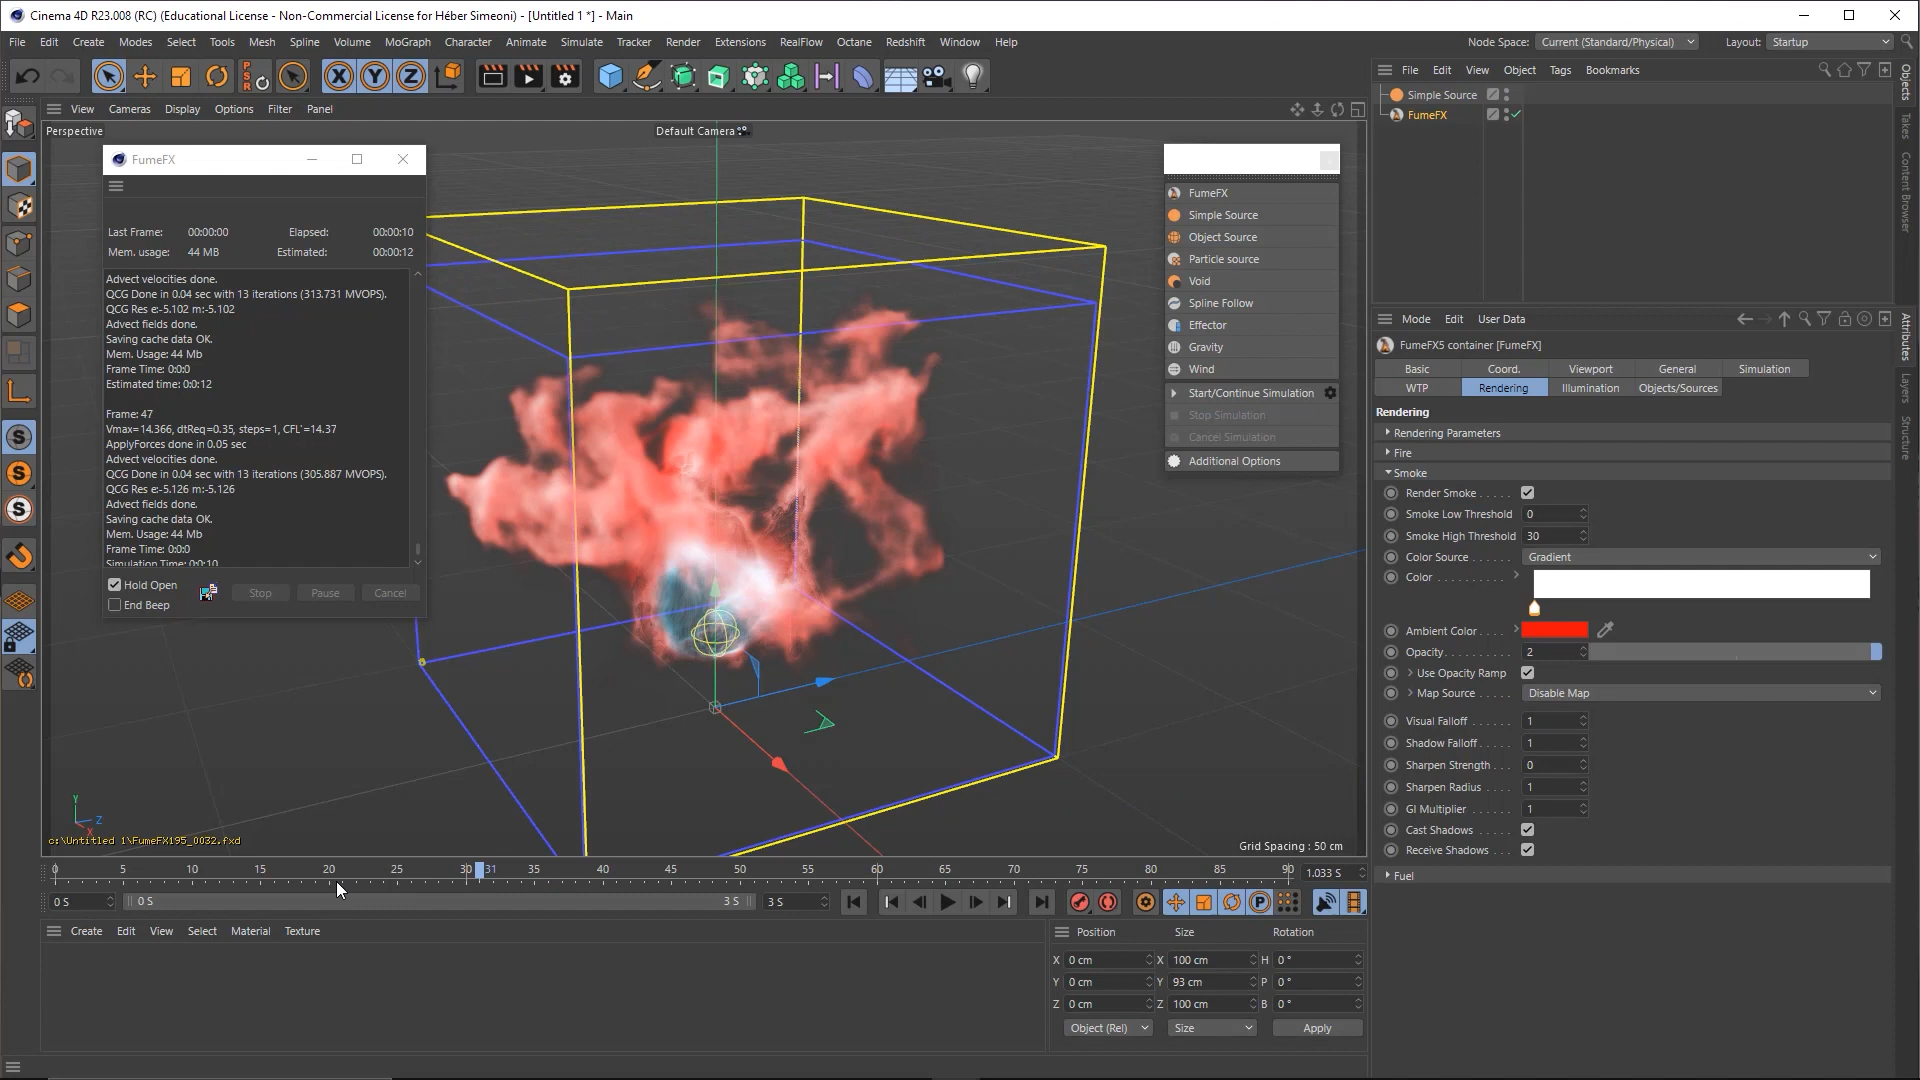 Cinema 4D R23.008 (RC) (Educational License - Non-Commercial License for Héber Simeoni) - [Untitled 1 *] - Main
File Edit Create Modes Select Tools Mesh Spline Volume MoGraph Character Animate Simulate Tracker Render Extensions RealFlow Octane Redshift Window Help
Node Space: Current (Standard/Physical) Layout: Startup
PSR X Y Z
File Edit View Object Tags Bookmarks
View Cameras Display Options Filter Panel
Simple Source
FumeFX
Objects
Takes
Content Browser
Perspective
Default Camera
FumeFX
Last Frame: 00:00:00 Elapsed: 00:00:10
Mem. usage: 44 MB Estimated: 00:00:12
Advect velocities done.
QCG Done in 0.04 sec with 13 iterations (313.731 MVOPS).
QCG Res e:-5.102 m:-5.102
Advect fields done.
Saving cache data OK.
Mem. Usage: 44 Mb
Frame Time: 0:0:0
Estimated time: 0:0:12
Frame: 47
Vmax=14.366, dtReq=0.35, steps=1, CFL'=14.37
ApplyForces done in 0.05 sec
Advect velocities done.
QCG Done in 0.04 sec with 13 iterations (305.887 MVOPS).
QCG Res e:-5.126 m:-5.126
Advect fields done.
Saving cache data OK.
Mem. Usage: 44 Mb
Frame Time: 0:0:0
Simulation Time: 0:0:10
Hold Open Stop Pause Cancel
End Beep
FumeFX
Simple Source
Object Source
Particle source
Void
Spline Follow
Effector
Gravity
Wind
Start/Continue Simulation
Stop Simulation
Cancel Simulation
Additional Options
Mode Edit User Data
FumeFX5 container [FumeFX]
Basic Coord. Viewport General Simulation
WTP Rendering Illumination Objects/Sources
Attributes
Layers
Structure
Rendering
Rendering Parameters
Fire
Smoke
Render Smoke . . . . .
Smoke Low Threshold 0
Smoke High Threshold 30
Color Source . . . . . . Gradient
Color . . . . . . . . .
Ambient Color . . . .
Opacity. . . . . . . . . . 2
Use Opacity Ramp
Map Source . . . . . Disable Map
Visual Falloff . . . . . . 1
Shadow Falloff . . . . 1
Sharpen Strength . . . 0
Sharpen Radius . . . . 1
GI Multiplier . . . . . . 1
Cast Shadows . . . . .
Receive Shadows . . .
Fuel
Y
Z
X
c:\Untitled 1\FumeFX195_0032.fxd
Grid Spacing : 50 cm
0 5 10 15 20 25 30 31 35 40 45 50 55 60 65 70 75 80 85 90 1.033 S
0 S 0 S 3 S 3 S P
Create Edit View Select Material Texture
Position Size Rotation
X 0 cm X 100 cm H 0 °
Y 0 cm Y 93 cm P 0 °
Z 0 cm Z 100 cm B 0 °
Object (Rel) Size Apply